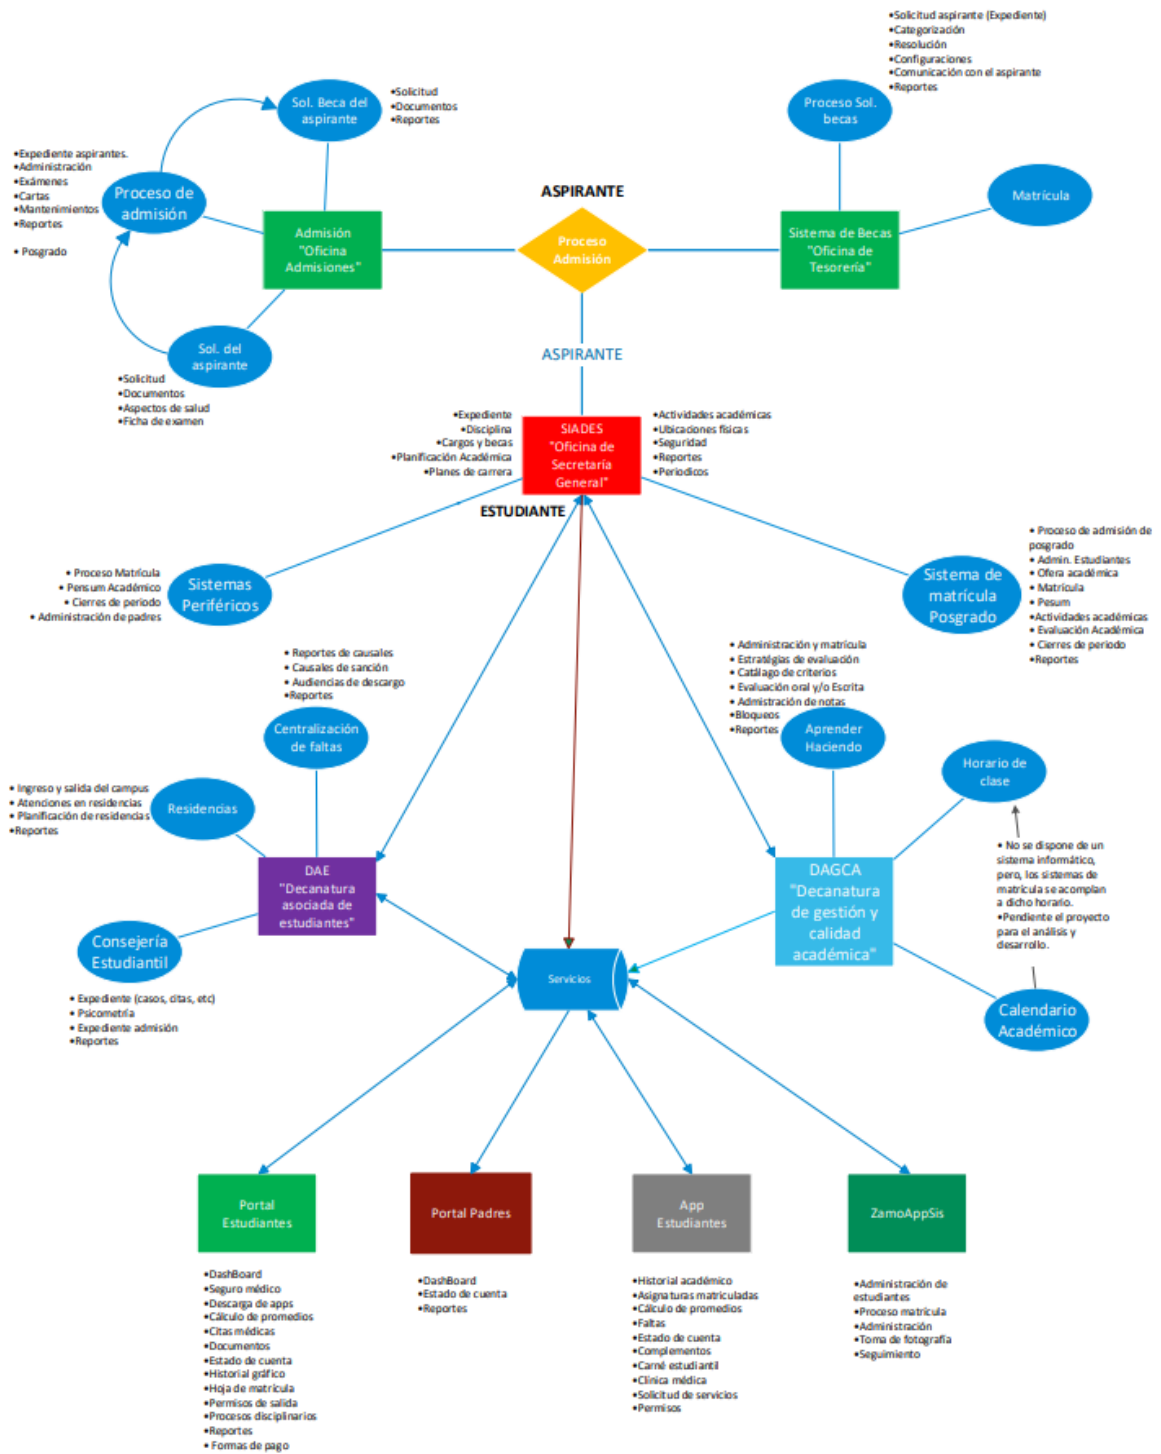 •Solicitud aspirante (Expediente)
•Categorización
•Resolución
•Configuraciones
•Comunicación con el aspirante
•Reportes
Proceso Sol.
becas
Matrícula
Sistema de Becas
"Oficina de
Tesorería"
Sol. Beca del
aspirante
•Solicitud
•Documentos
•Reportes
•Expediente aspirantes.
•Administración
•Exámenes
•Cartas
•Mantenimientos
•Reportes
• Posgrado
Proceso de
admisión
Admisión
"Oficina
Admisiones"
ASPIRANTE
Proceso
Admisión
Sol. del
aspirante
•Solicitud
•Documentos
•Aspectos de salud
•Ficha de examen
ASPIRANTE
•Expediente
•Disciplina
•Cargos y becas
•Planificación Académica
•Planes de carrera
SIADES
"Oficina de
Secretaría
General"
•Actividades académicas
•Ubicaciones físicas
•Seguridad
•Reportes
•Periodicos
ESTUDIANTE
• Proceso Matrícula
• Pensum Académico
• Cierres de periodo
• Administración de padres
Sistemas
Periféricos
Sistema de
matrícula
Posgrado
• Proceso de admisión de
posgrado
• Admin. Estudiantes
• Ofera académica
• Matrícula
• Pesum
•Actividades académicas
• Evaluación Académica
• Cierres de periodo
•Reportes
• Reportes de causales
• Causales de sanción
• Audiencias de descargo
•Reportes
Centralización
de faltas
• Administración y matrícula
• Estratégias de evaluación
• Catálago de criterios
• Evaluación oral y/o Escrita
• Admistración de notas
•Bloqueos
• Reportes
Aprender
Haciendo
Horario de
clase
• Ingreso y salida del campus
• Atenciones en residencias
• Planificación de residencias
•Reportes
Residencias
DAE
"Decanatura
asociada de
estudiantes"
DAGCA
"Decanatura
de gestión y
calidad
académica"
• No se dispone de un
sistema informático,
pero, los sistemas de
matrícula se acomplan
a dicho horario.
•Pendiente el proyecto
para el análisis y
desarrollo.
Consejería
Estudiantil
• Expediente (casos, citas, etc)
• Psicometría
• Expediente admisión
•Reportes
Servicios
Calendario
Académico
Portal
Estudiantes
•DashBoard
•Seguro médico
•Descarga de apps
•Cálculo de promedios
•Citas médicas
•Documentos
•Estado de cuenta
•Historial gráfico
•Hoja de matrícula
•Permisos de salida
•Procesos disciplinarios
•Reportes
• Formas de pago
Portal Padres
•DashBoard
•Estado de cuenta
•Reportes
App
Estudiantes
•Historial académico
•Asignaturas matriculadas
•Cálculo de promedios
•Faltas
•Estado de cuenta
•Complementos
•Carné estudiantil
•Clínica médica
•Solicitud de servicios
•Permisos
ZamoAppSis
•Administración de
estudiantes
•Proceso matrícula
•Administración
•Toma de fotografía
•Seguimiento